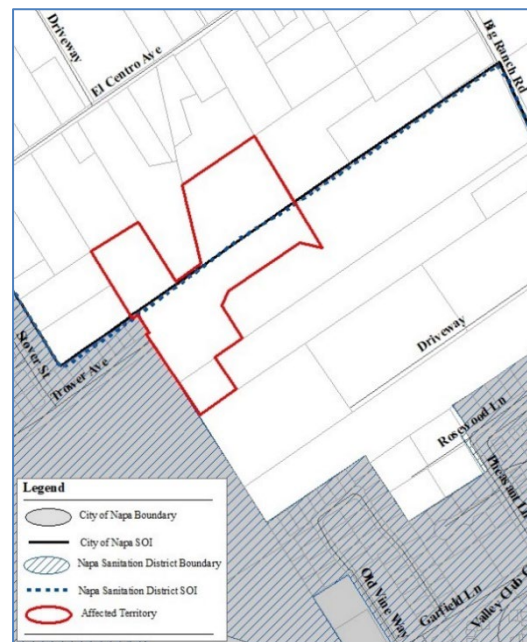 Driveway
El Centro Ave
Big Ranch Rd
Stover St
Trower Ave
Driveway
Rosewood Ln
Pheasant Ln
Old Vine Way
Garfield Ln
Valley Club C
Legend
City of Napa Boundary
City of Napa SOI
Napa Sanitation District Boundary
Napa Sanitation District SOI
Affected Territory